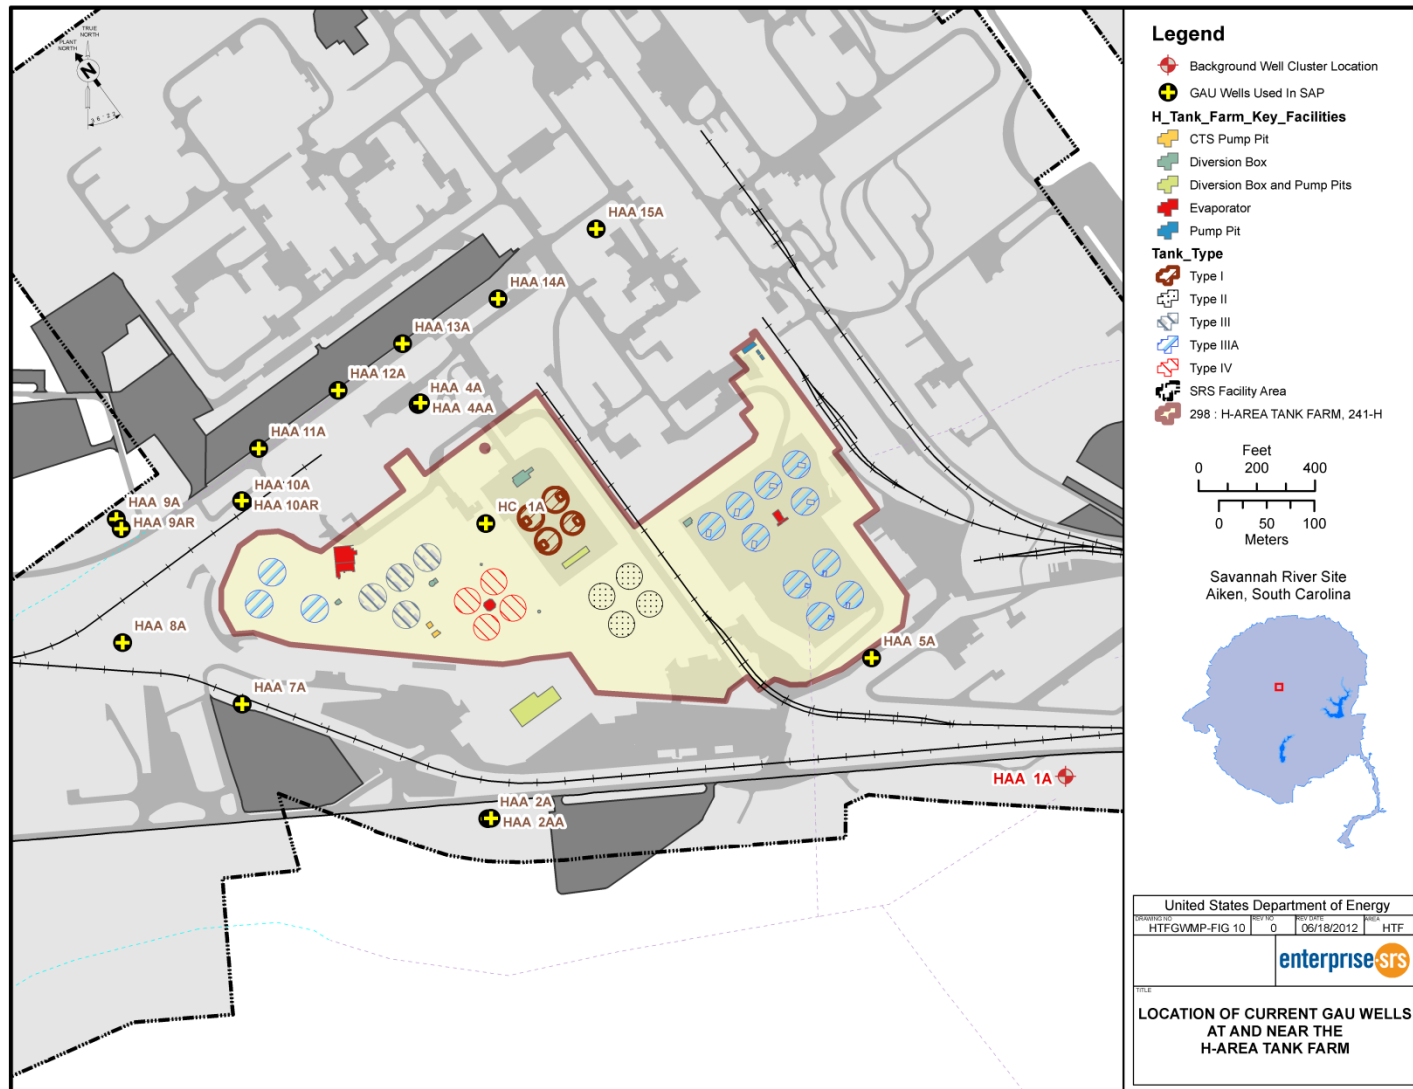 TRUE
NORTH
PLANT
NORTH
N
HAA 15A
HAA 14A
HAA 13A
HAA 12A
HAA 4A
HAA 4AA
HAA 11A
HAA 10A
HAA 10AR
HAA 9A
HAA 9AR
HC 1A
HAA 8A
HAA 5A
HAA 7A
HAA 1A
HAA 2A
HAA 2AA
Legend
Background Well Cluster Location
GAU Wells Used In SAP
H_Tank_Farm_Key_Facilities
CTS Pump Pit
Diversion Box
Diversion Box and Pump Pits
Evaporator
Pump Pit
Tank_Type
Type I
Type II
Type III
Type IIIA
Type IV
SRS Facility Area
298 : H-AREA TANK FARM, 241-H
Feet
0 200 400
0 50 100
Meters
Savannah River Site
Aiken, South Carolina
United States Department of Energy
DRAWING NO REV NO REV DATE AREA
HTFGWMP-FIG 10 0 06/18/2012 HTF
enterprise·srs
TITLE
LOCATION OF CURRENT GAU WELLS
AT AND NEAR THE
H-AREA TANK FARM